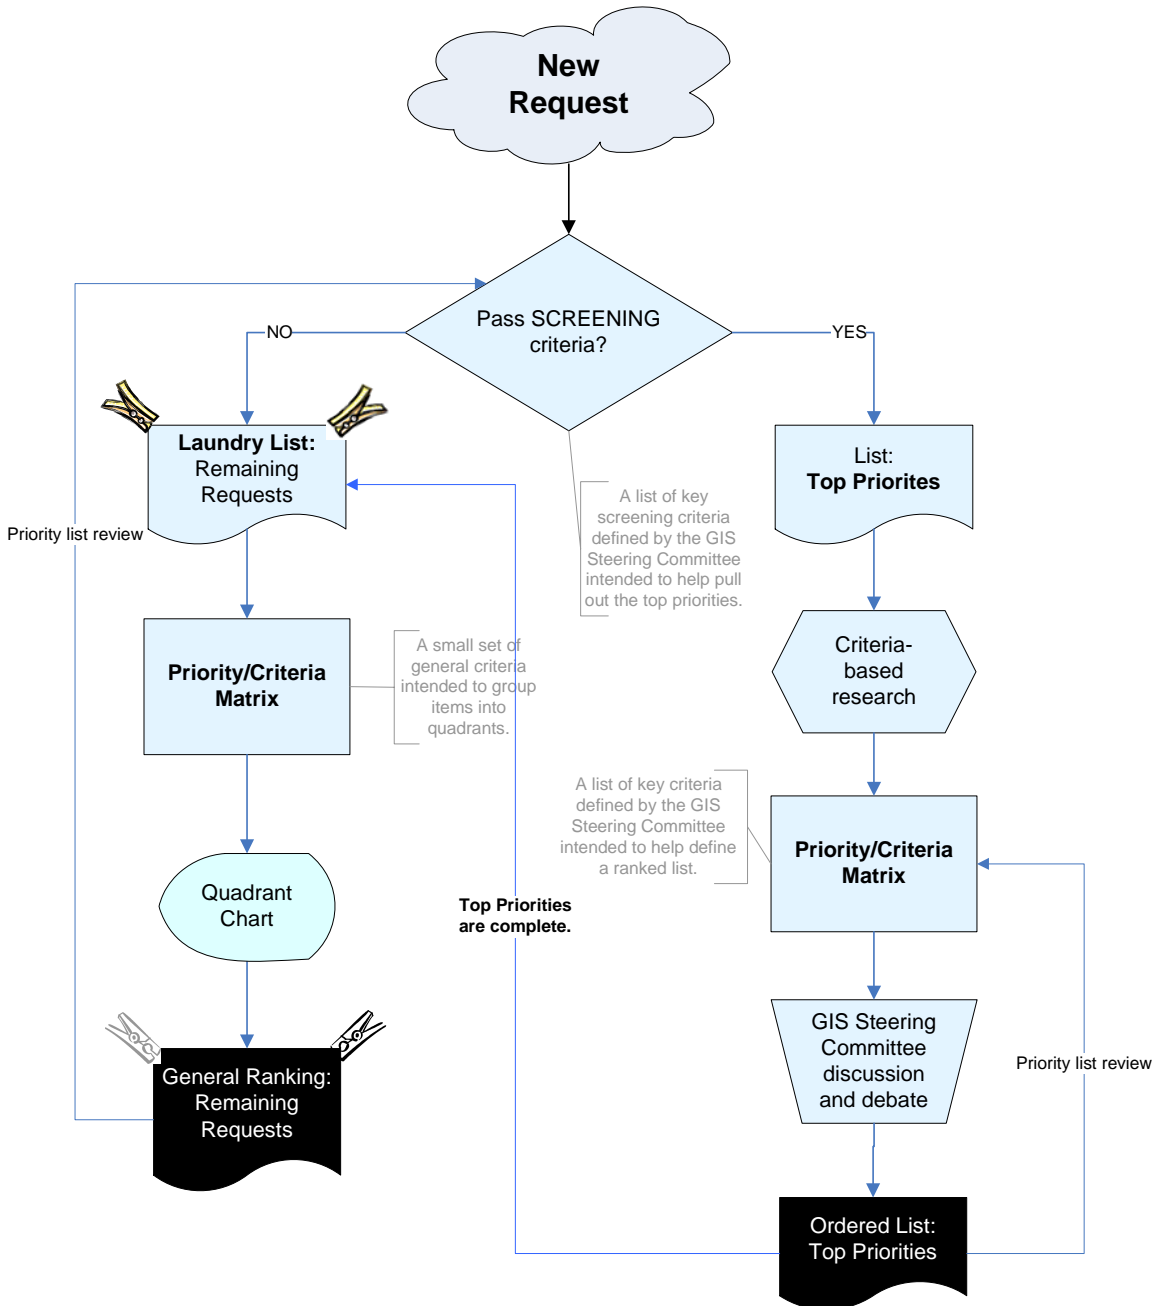 New
Request
Pass SCREENING
criteria?
NO
YES
Laundry List:
Remaining
Requests
List:
Top Priorites
A list of key
screening criteria
defined by the GIS
Steering Committee
intended to help pull
out the top priorities.
Priority list review
Priority/Criteria
Matrix
A small set of
general criteria
intended to group
items into
quadrants.
Criteria-
based
research
A list of key criteria
defined by the GIS
Steering Committee
intended to help define
a ranked list.
Priority/Criteria
Matrix
Quadrant
Chart
Top Priorities
are complete.
GIS Steering
Committee
discussion
and debate
Priority list review
General Ranking:
Remaining
Requests
Ordered List:
Top Priorities